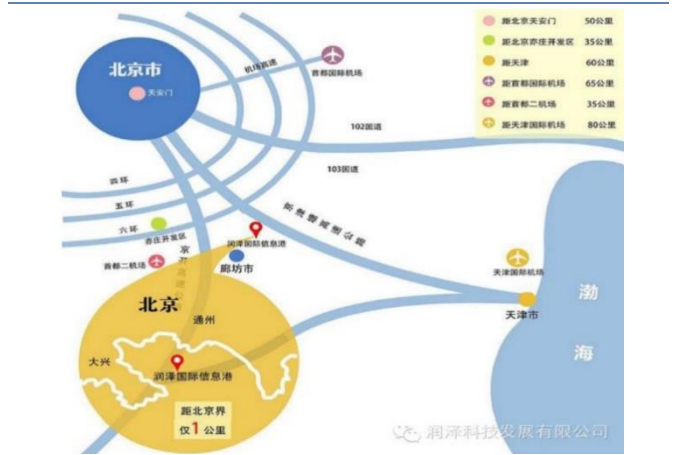 距北京天安门 50公里
距北京亦庄开发区 35公里
距天津 60公里
距首都国际机场 65公里
距首都二机场 35公里
距天津国际机场 80公里
北京市
天安门
机场高速
首都国际机场
102国道
103国道
四环
五环
六环
亦庄开发区
京津塘高速公路
润泽国际信息港
廊坊市
首都二机场
天津国际机场
天津市
渤
海
北京
通州
大兴
润泽国际信息港
距北京界
仅1公里
润泽科技发展有限公司